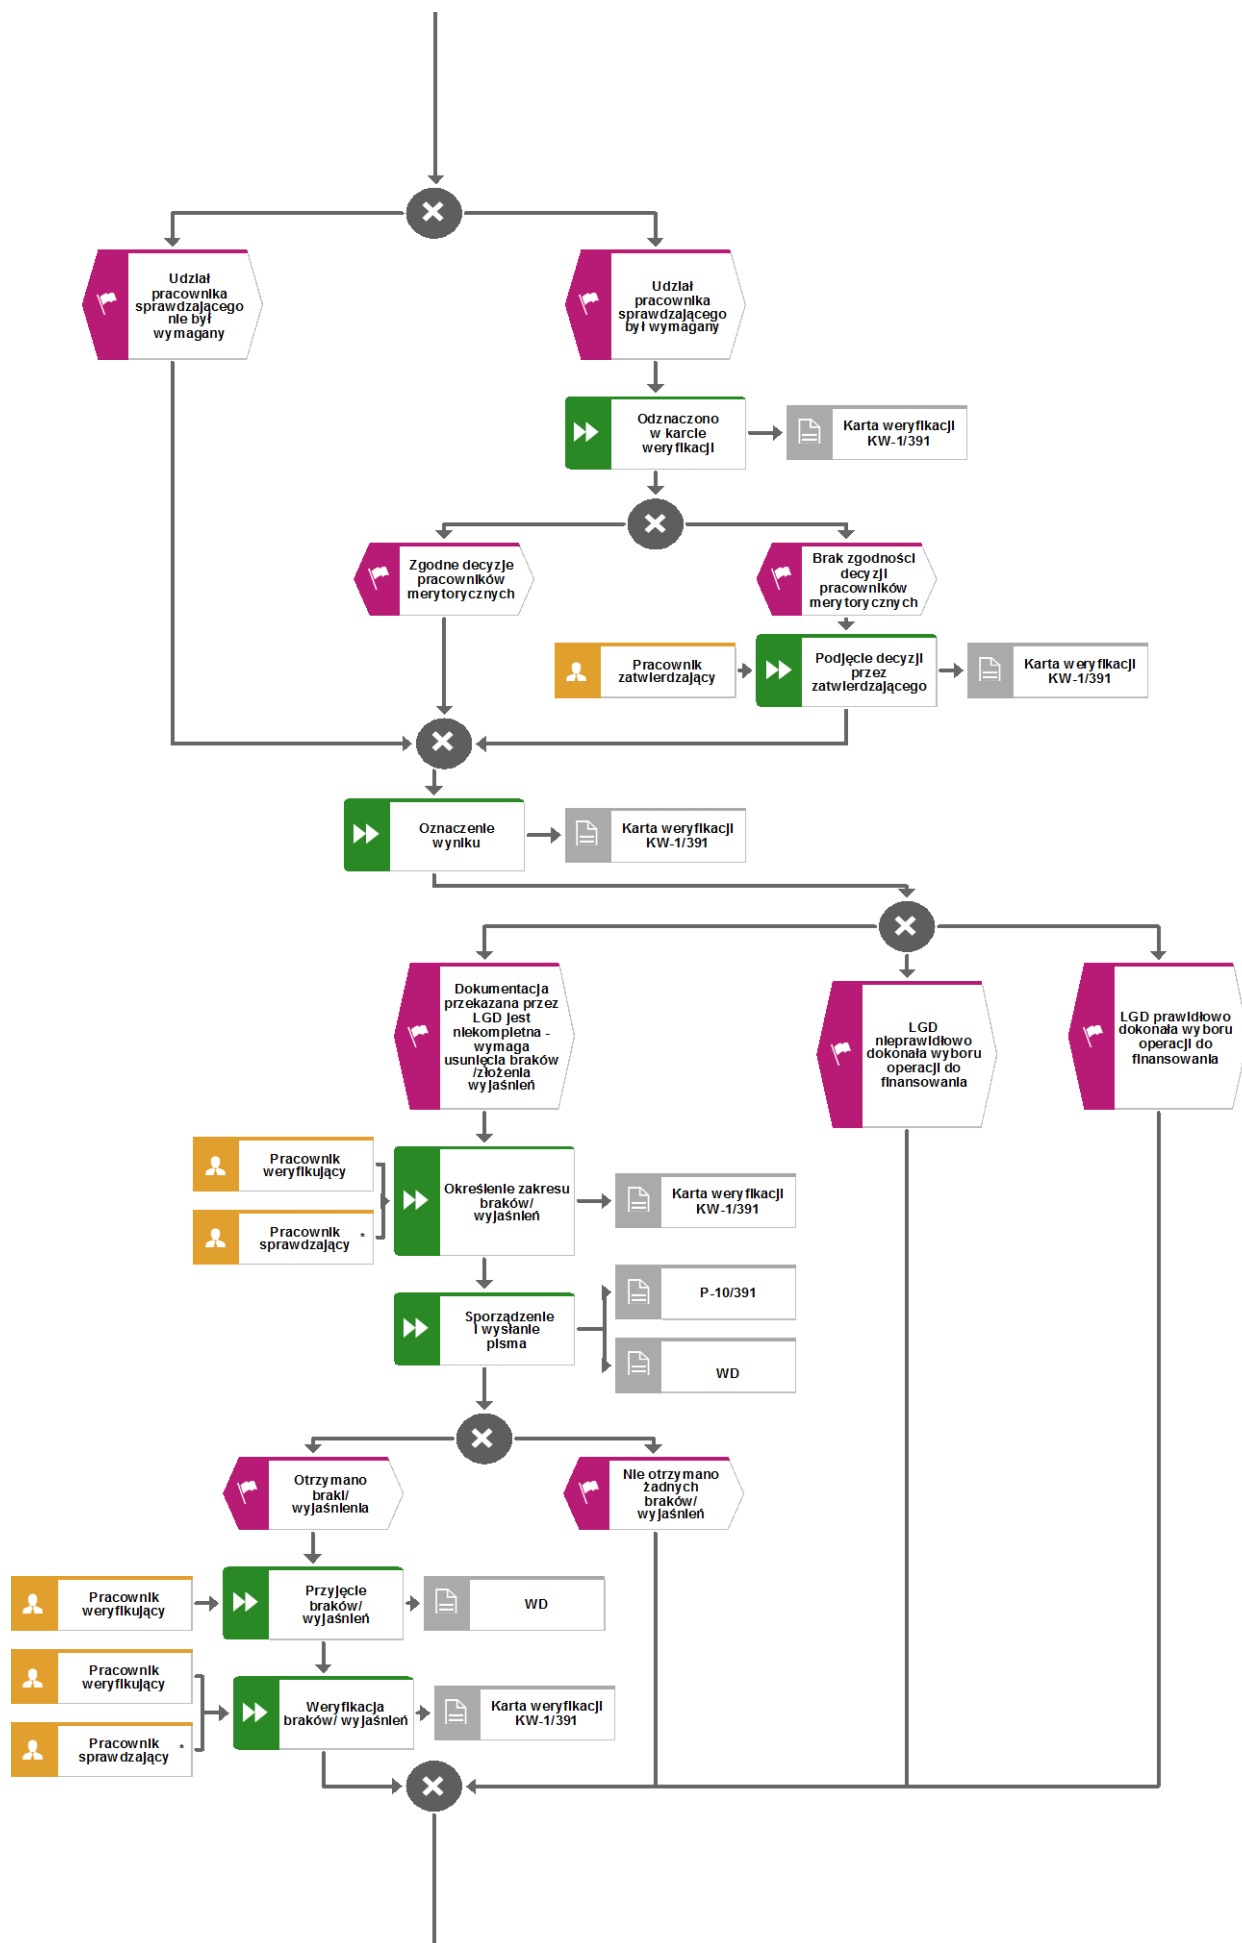 Udział
pracownika
sprawdzającego
nie był
wymagany
Udział
pracownika
sprawdzającego
był wymagany
Odznaczono
w karcie
weryfikacji
Karta weryfikacji
KW-1/391
Zgodne decyzje
pracowników
merytorycznych
Brak zgodności
decyzji
pracowników
merytorycznych
Pracownik
zatwierdzający
Podjęcie decyzji
przez
zatwierdzającego
Karta weryfikacji
KW-1/391
Oznaczenie
wyniku
Karta weryfikacji
KW-1/391
Dokumentacja
przekazana przez
LGD jest
niekompletna -
wymaga
usunięcia braków
/złożenia
wyjaśnień
LGD
nieprawidłowo
dokonała wyboru
operacji do
finansowania
LGD prawidłowo
dokonała wyboru
operacji do
finansowania
Pracownik
weryfikujący
Pracownik
sprawdzający *
Określenie zakresu
braków/
wyjaśnień
Karta weryfikacji
KW-1/391
Sporządzenie
i wysłanie
pisma
P-10/391
WD
Otrzymano
braki/
wyjaśnienia
Nie otrzymano
żadnych
braków/
wyjaśnień
Pracownik
weryfikujący
Przyjęcie
braków/
wyjaśnień
WD
Pracownik
weryfikujący
Pracownik
sprawdzający *
Weryfikacja
braków/ wyjaśnień
Karta weryfikacji
KW-1/391